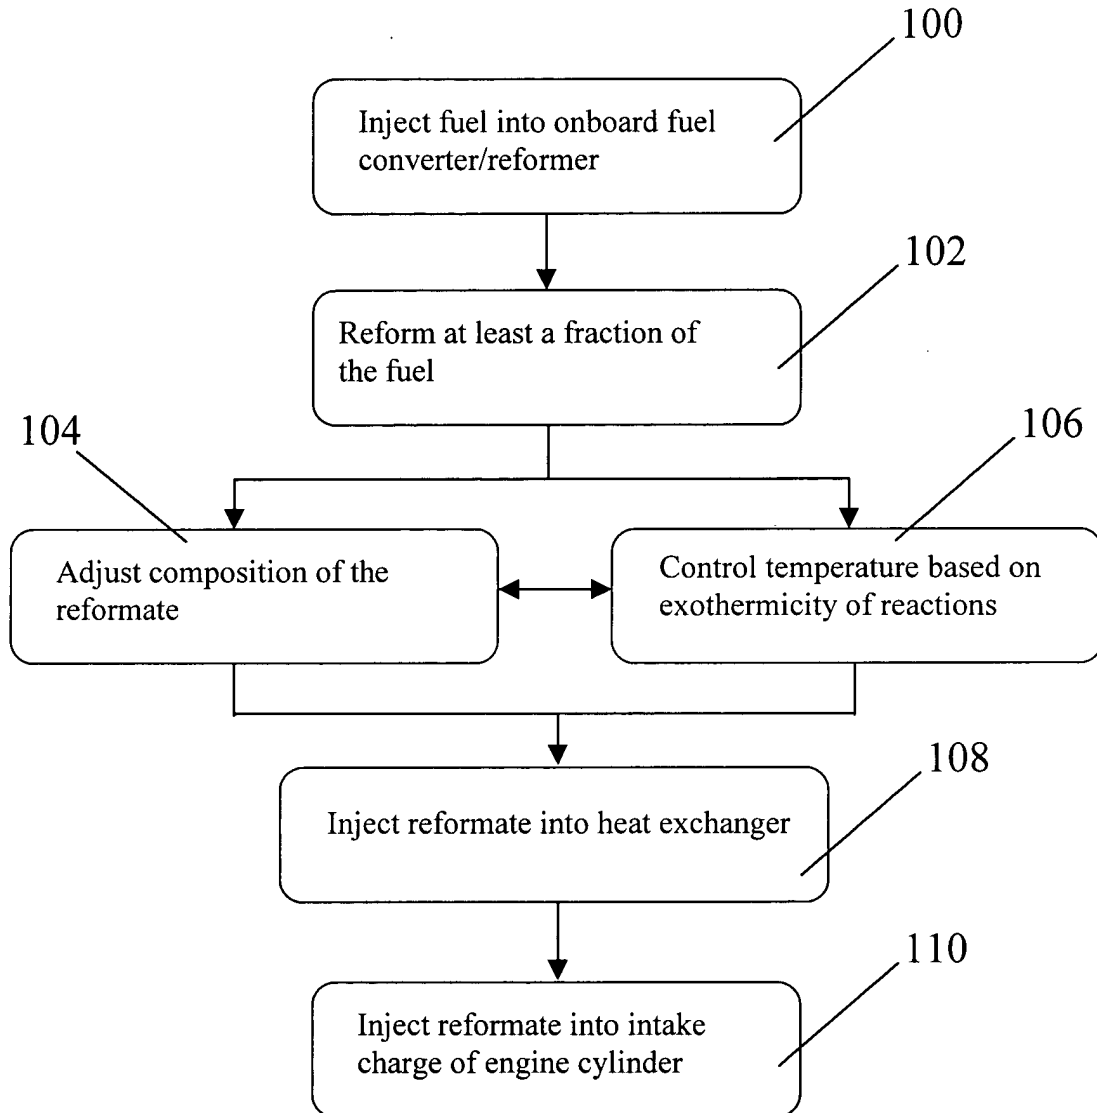 100
Inject fuel into onboard fuel
converter/reformer
102
Reform at least a fraction of
the fuel
104
106
Adjust composition of the
reformate
Control temperature based on
exothermicity of reactions
108
Inject reformate into heat exchanger
110
Inject reformate into intake
charge of engine cylinder